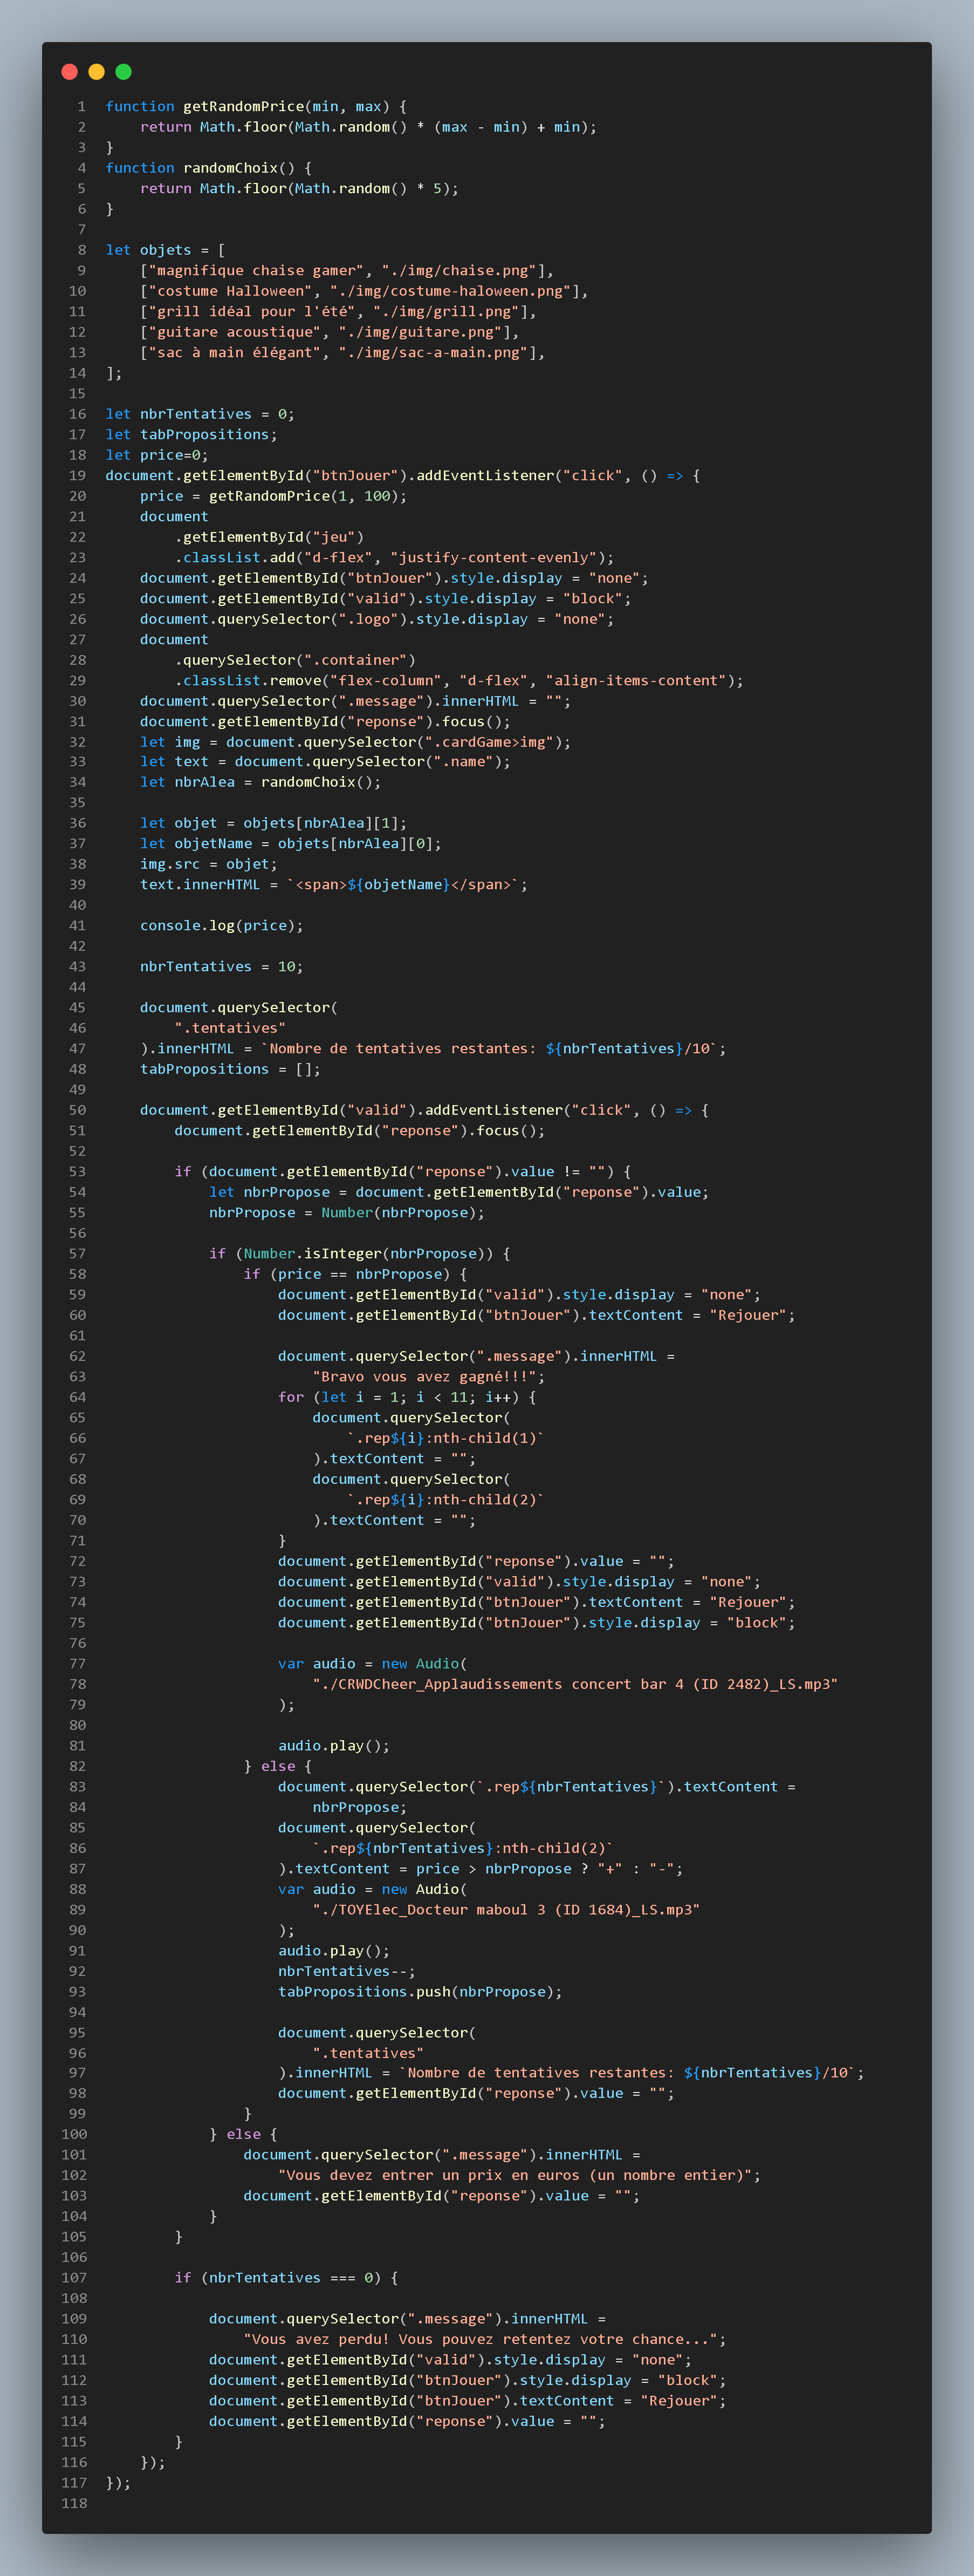 1 function getRandomPrice(min, max) {
2     return Math.floor(Math.random() * (max - min) + min);
3 }
4 function randomChoix() {
5     return Math.floor(Math.random() * 5);
6 }
7
8 let objets = [
9     ["magnifique chaise gamer", "./img/chaise.png"],
10     ["costume Halloween", "./img/costume-haloween.png"],
11     ["grill idéal pour l'été", "./img/grill.png"],
12     ["guitare acoustique", "./img/guitare.png"],
13     ["sac à main élégant", "./img/sac-a-main.png"],
14 ];
15
16 let nbrTentatives = 0;
17 let tabPropositions;
18 let price=0;
19 document.getElementById("btnJouer").addEventListener("click", () => {
20     price = getRandomPrice(1, 100);
21     document
22         .getElementById("jeu")
23         .classList.add("d-flex", "justify-content-evenly");
24     document.getElementById("btnJouer").style.display = "none";
25     document.getElementById("valid").style.display = "block";
26     document.querySelector(".logo").style.display = "none";
27     document
28         .querySelector(".container")
29         .classList.remove("flex-column", "d-flex", "align-items-content");
30     document.querySelector(".message").innerHTML = "";
31     document.getElementById("reponse").focus();
32     let img = document.querySelector(".cardGame>img");
33     let text = document.querySelector(".name");
34     let nbrAlea = randomChoix();
35
36     let objet = objets[nbrAlea][1];
37     let objetName = objets[nbrAlea][0];
38     img.src = objet;
39     text.innerHTML = `<span>${objetName}</span>`;
40
41     console.log(price);
42
43     nbrTentatives = 10;
44
45     document.querySelector(
46         ".tentatives"
47     ).innerHTML = `Nombre de tentatives restantes: ${nbrTentatives}/10`;
48     tabPropositions = [];
49
50     document.getElementById("valid").addEventListener("click", () => {
51         document.getElementById("reponse").focus();
52
53         if (document.getElementById("reponse").value != "") {
54             let nbrPropose = document.getElementById("reponse").value;
55             nbrPropose = Number(nbrPropose);
56
57             if (Number.isInteger(nbrPropose)) {
58                 if (price == nbrPropose) {
59                     document.getElementById("valid").style.display = "none";
60                     document.getElementById("btnJouer").textContent = "Rejouer";
61
62                     document.querySelector(".message").innerHTML =
63                         "Bravo vous avez gagné!!!";
64                     for (let i = 1; i < 11; i++) {
65                         document.querySelector(
66                             `.rep${i}:nth-child(1)`
67                         ).textContent = "";
68                         document.querySelector(
69                             `.rep${i}:nth-child(2)`
70                         ).textContent = "";
71                     }
72                     document.getElementById("reponse").value = "";
73                     document.getElementById("valid").style.display = "none";
74                     document.getElementById("btnJouer").textContent = "Rejouer";
75                     document.getElementById("btnJouer").style.display = "block";
76
77                     var audio = new Audio(
78                         "./CRWDCheer_Applaudissements concert bar 4 (ID 2482)_LS.mp3"
79                     );
80
81                     audio.play();
82                 } else {
83                     document.querySelector(`.rep${nbrTentatives}`).textContent =
84                         nbrPropose;
85                     document.querySelector(
86                         `.rep${nbrTentatives}:nth-child(2)`
87                     ).textContent = price > nbrPropose ? "+" : "-";
88                     var audio = new Audio(
89                         "./TOYElec_Docteur maboul 3 (ID 1684)_LS.mp3"
90                     );
91                     audio.play();
92                     nbrTentatives--;
93                     tabPropositions.push(nbrPropose);
94
95                     document.querySelector(
96                         ".tentatives"
97                     ).innerHTML = `Nombre de tentatives restantes: ${nbrTentatives}/10`;
98                     document.getElementById("reponse").value = "";
99                 }
100             } else {
101                 document.querySelector(".message").innerHTML =
102                     "Vous devez entrer un prix en euros (un nombre entier)";
103                 document.getElementById("reponse").value = "";
104             }
105         }
106
107         if (nbrTentatives === 0) {
108
109             document.querySelector(".message").innerHTML =
110                 "Vous avez perdu! Vous pouvez retentez votre chance...";
111             document.getElementById("valid").style.display = "none";
112             document.getElementById("btnJouer").style.display = "block";
113             document.getElementById("btnJouer").textContent = "Rejouer";
114             document.getElementById("reponse").value = "";
115         }
116     });
117 });
118